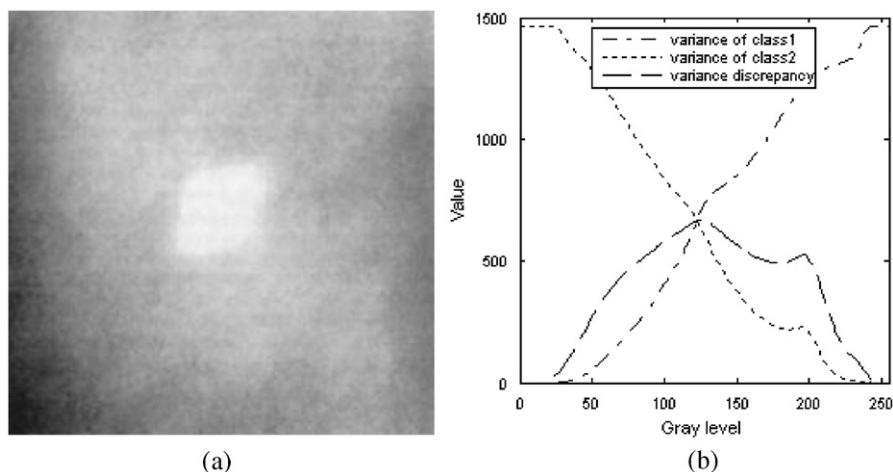 1500
1000
500
0
Value
variance of class1
variance of class2
variance discrepancy
0 50 100 150 200 250
Gray level
(a)
(b)